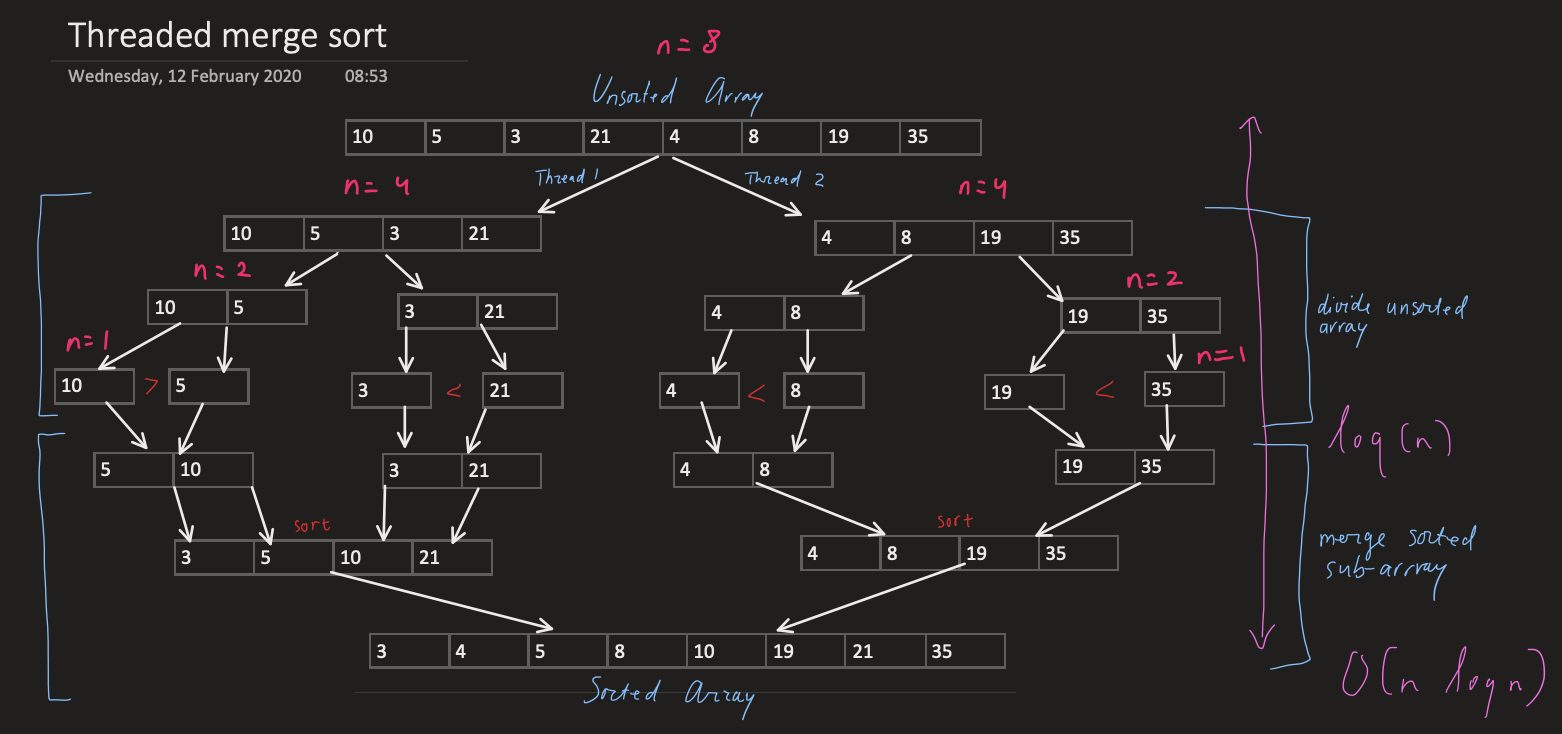 Threaded merge sort
Wednesday, 12 February 2020 08:53
n = 8
Unsorted Array
10 5 3 21 4 8 19 35
Thread 1 Thread 2
n = 4 n = 4
10 5 3 21 4 8 19 35
n = 2 n = 2
10 5 3 21 4 8 19 35
divide unsorted
array
n = 1 n = 1
10 > 5 3 < 21 4 < 8 19 < 35
log (n)
5 10 3 21 4 8 19 35
sort sort
3 5 10 21 4 8 19 35
merge sorted
sub-arrray
3 4 5 8 10 19 21 35
Sorted Array
O(n log n)